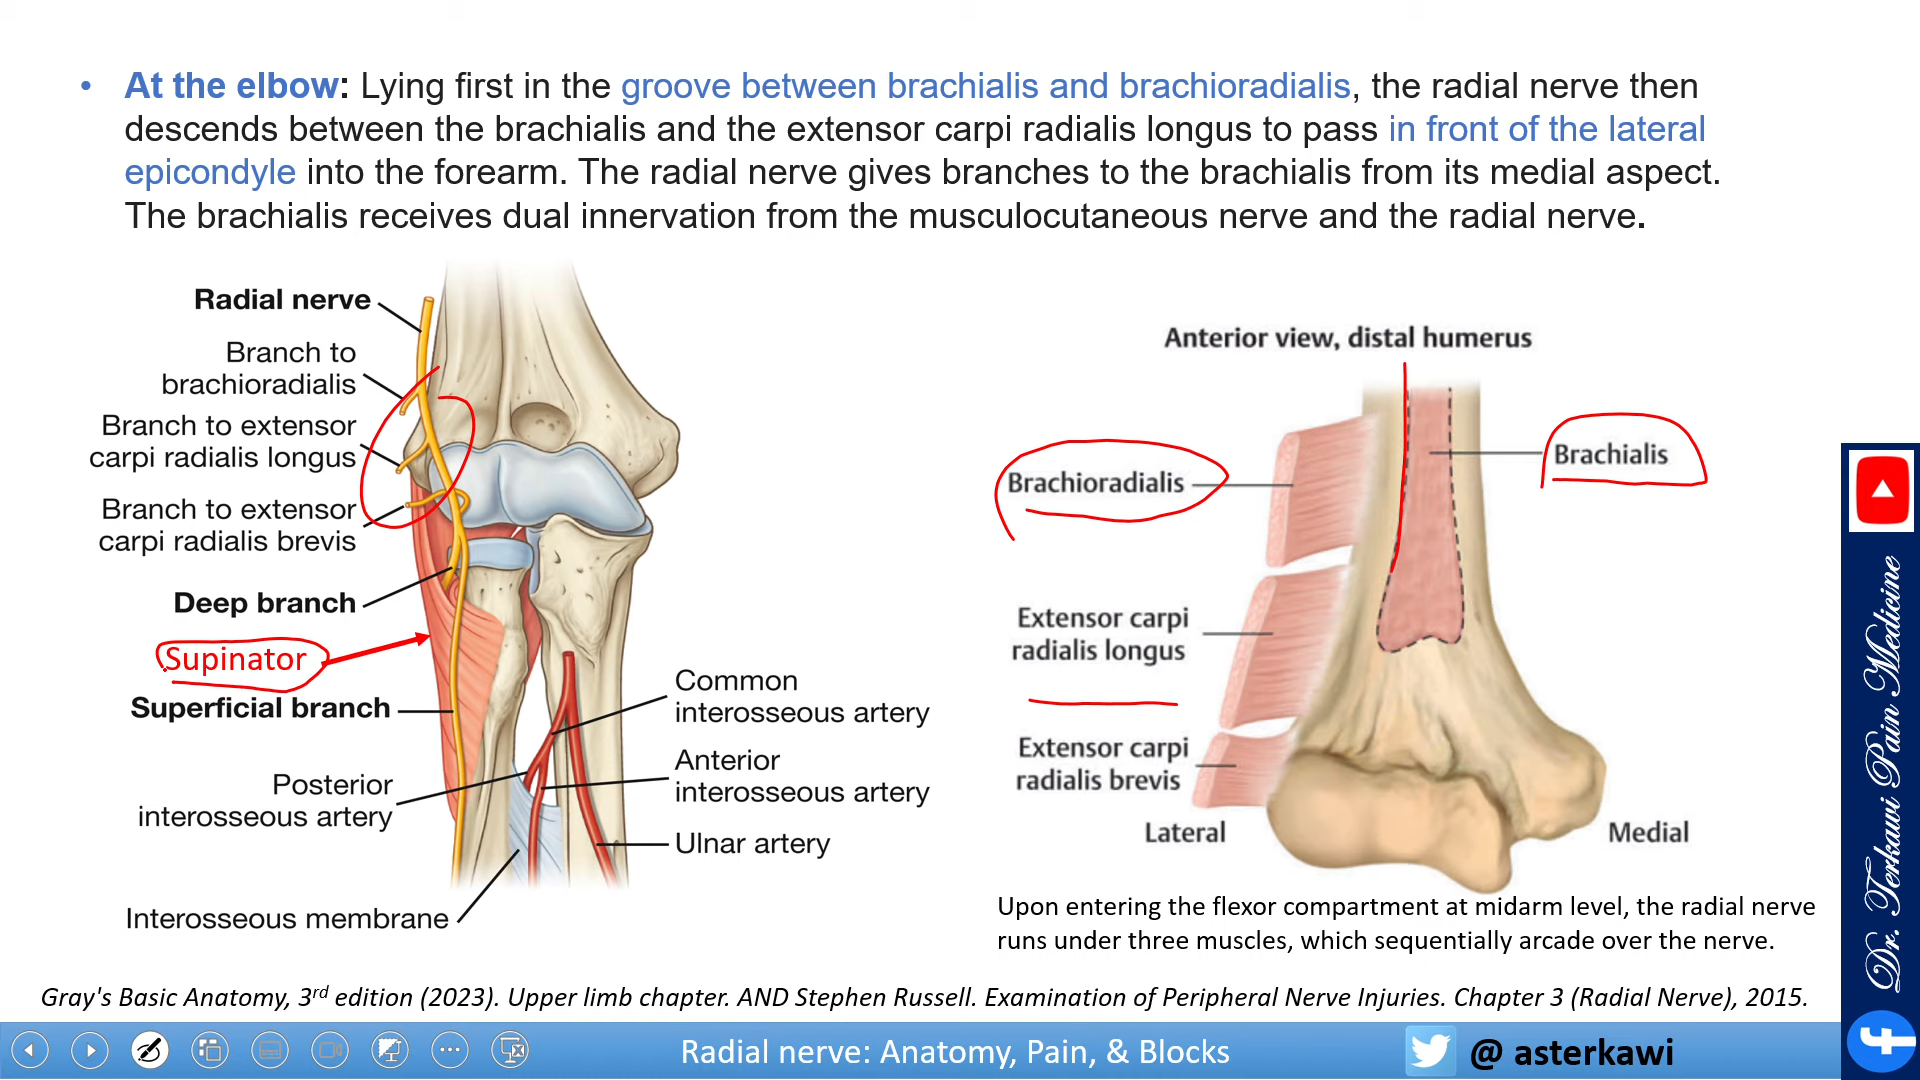 • At the elbow: Lying first in the groove between brachialis and brachioradialis, the radial nerve then
descends between the brachialis and the extensor carpi radialis longus to pass in front of the lateral
epicondyle into the forearm. The radial nerve gives branches to the brachialis from its medial aspect.
The brachialis receives dual innervation from the musculocutaneous nerve and the radial nerve.
Radial nerve
Branch to
brachioradialis
Branch to extensor
carpi radialis longus
Branch to extensor
carpi radialis brevis
Deep branch
Supinator
Superficial branch
Posterior
interosseous artery
Interosseous membrane
Common
interosseous artery
Anterior
interosseous artery
Ulnar artery
Anterior view, distal humerus
Brachioradialis
Brachialis
Extensor carpi
radialis longus
Extensor carpi
radialis brevis
Lateral
Medial
Upon entering the flexor compartment at midarm level, the radial nerve
runs under three muscles, which sequentially arcade over the nerve.
Gray's Basic Anatomy, 3rd edition (2023). Upper limb chapter. AND Stephen Russell. Examination of Peripheral Nerve Injuries. Chapter 3 (Radial Nerve), 2015.
Radial nerve: Anatomy, Pain, & Blocks
@ asterkawi
Dr. Terkawi Pain Medicine